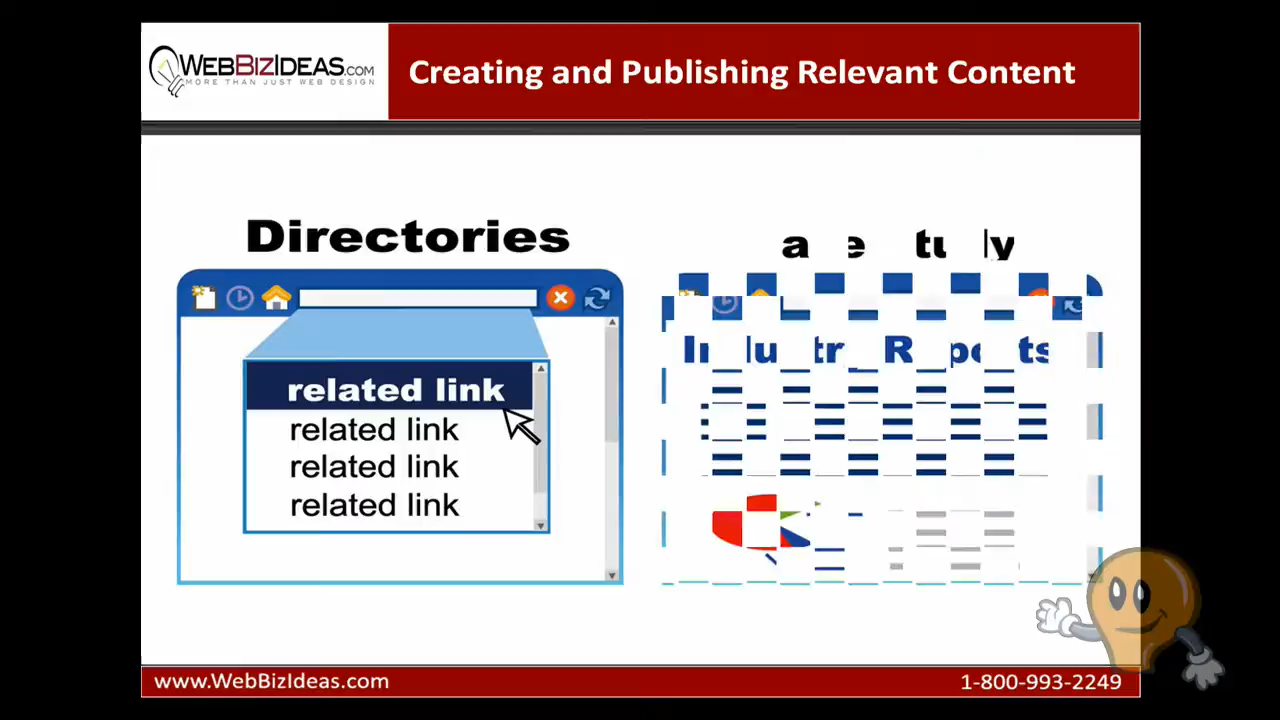 WEBBIZIDEAS.COM
MORE THAN JUST WEB DESIGN
Creating and Publishing Relevant Content
Directories
related link
related link
related link
related link
www.WebBizIdeas.com
1-800-993-2249